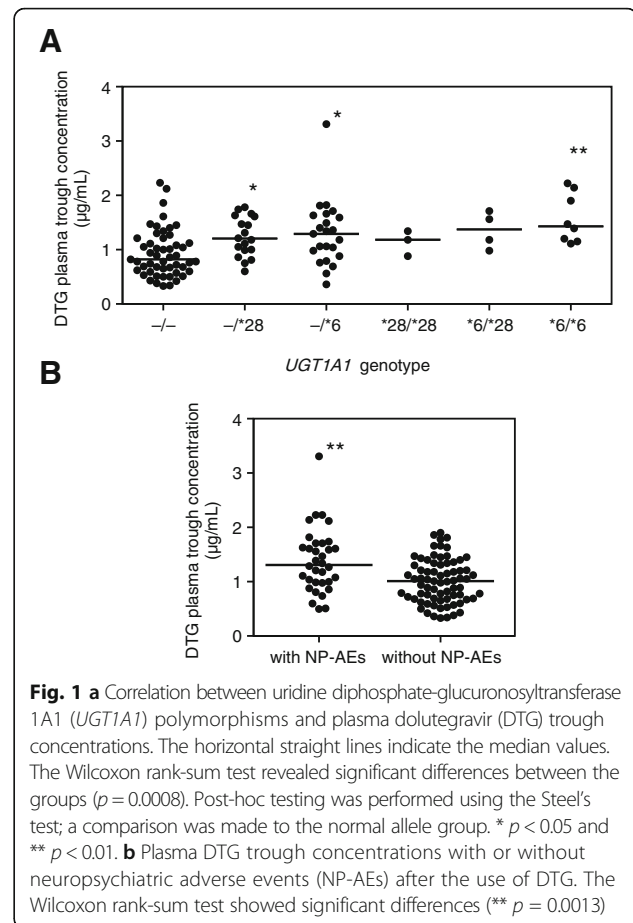 A
DTG plasma trough concentration
(µg/mL)
4
3
2
1
0
*
*
**
–/–
–/*28
–/*6
*28/*28
*6/*28
*6/*6
UGT1A1 genotype
B
DTG plasma trough concentration
(µg/mL)
4
3
2
1
0
**
with NP-AEs
without NP-AEs
Fig. 1 a Correlation between uridine diphosphate-glucuronosyltransferase
1A1 (UGT1A1) polymorphisms and plasma dolutegravir (DTG) trough
concentrations. The horizontal straight lines indicate the median values.
The Wilcoxon rank-sum test revealed significant differences between the
groups (p = 0.0008). Post-hoc testing was performed using the Steel's
test; a comparison was made to the normal allele group. * p < 0.05 and
** p < 0.01. b Plasma DTG trough concentrations with or without
neuropsychiatric adverse events (NP-AEs) after the use of DTG. The
Wilcoxon rank-sum test showed significant differences (** p = 0.0013)